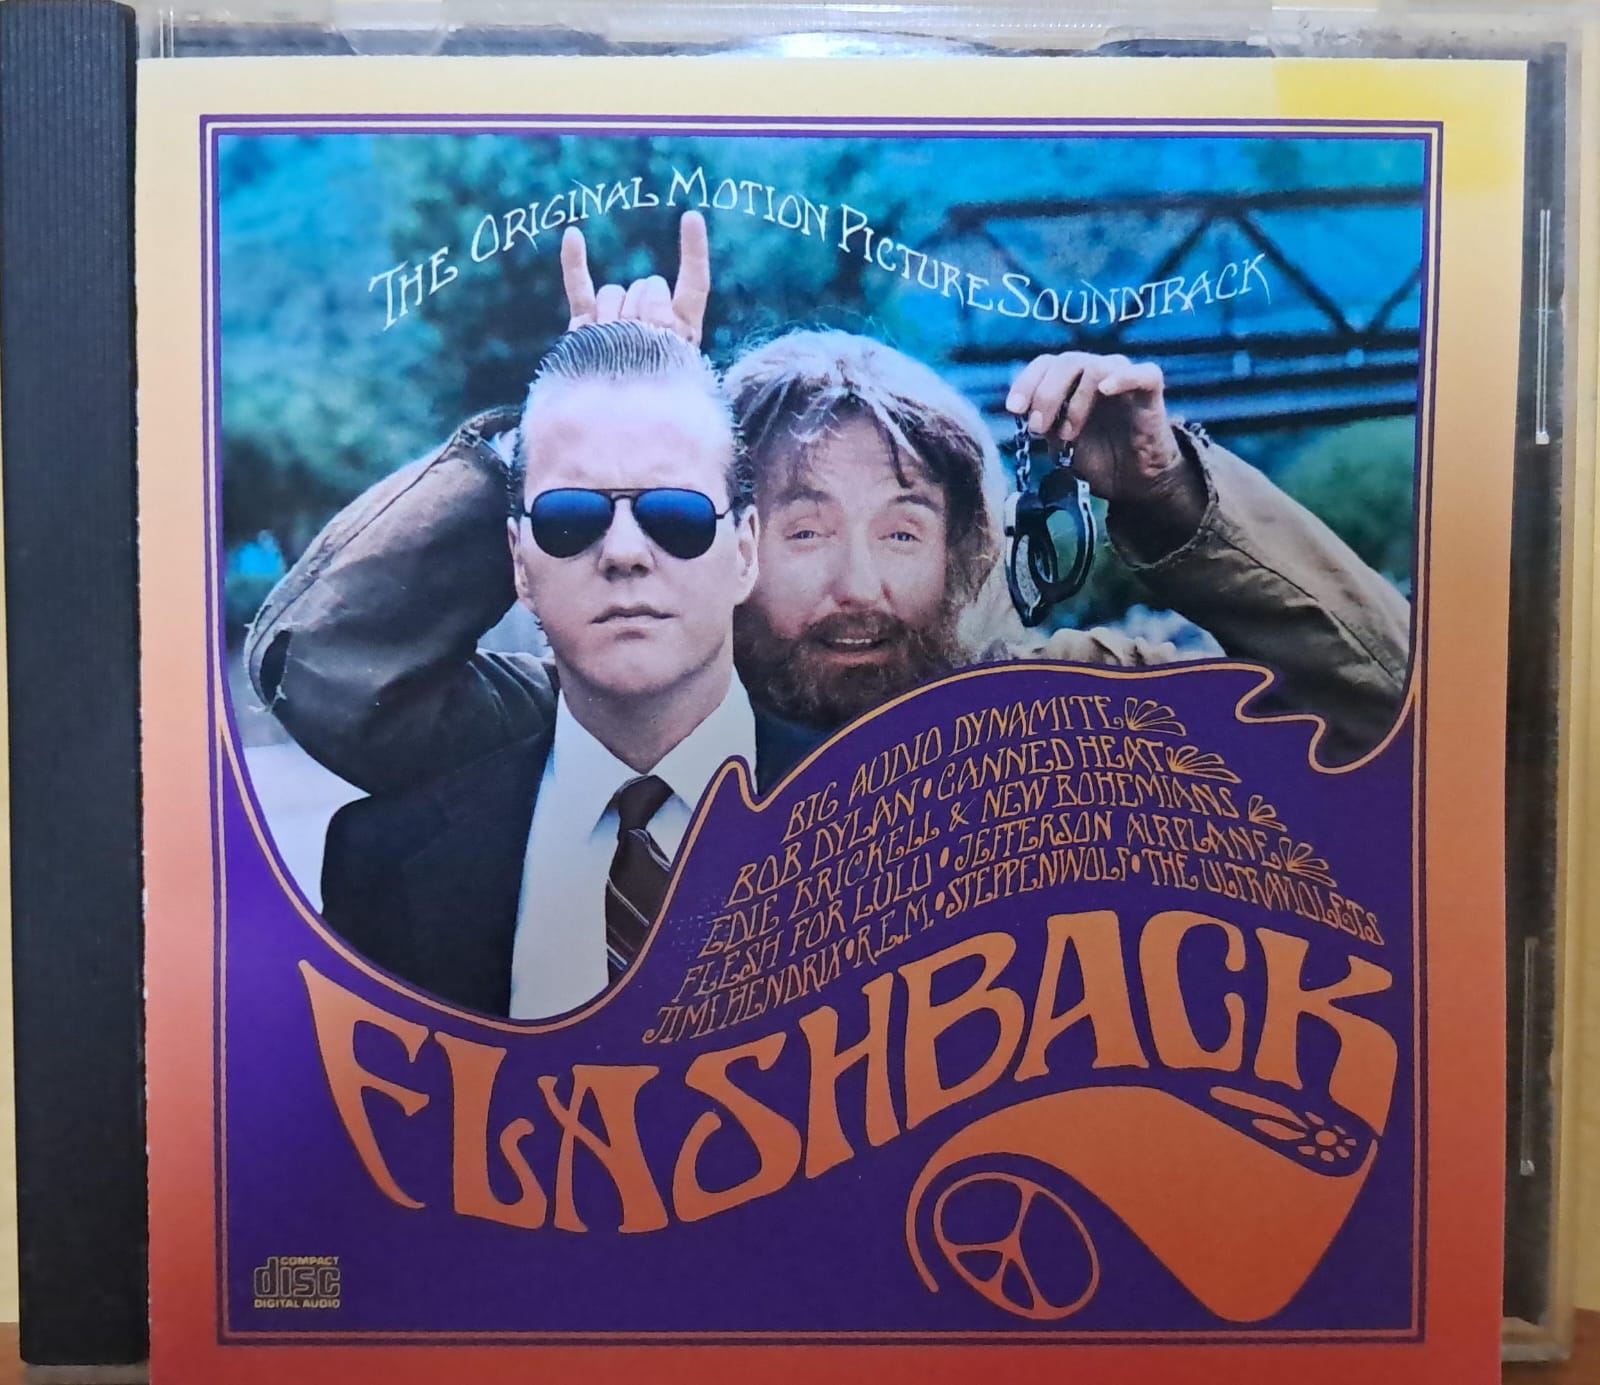 THE ORIGINAL MOTION PICTURE SOUNDTRACK
BIG AUDIO DYNAMITE
BOB DYLAN • CANNED HEAT
EDIE BRICKELL & NEW BOHEMIANS
FLESH FOR LULU • JEFFERSON AIRPLANE
JIMI HENDRIX • R.E.M. • STEPPENWOLF • THE ULTRAVIOLETS
FLASHBACK
COMPACT
disc
DIGITAL AUDIO